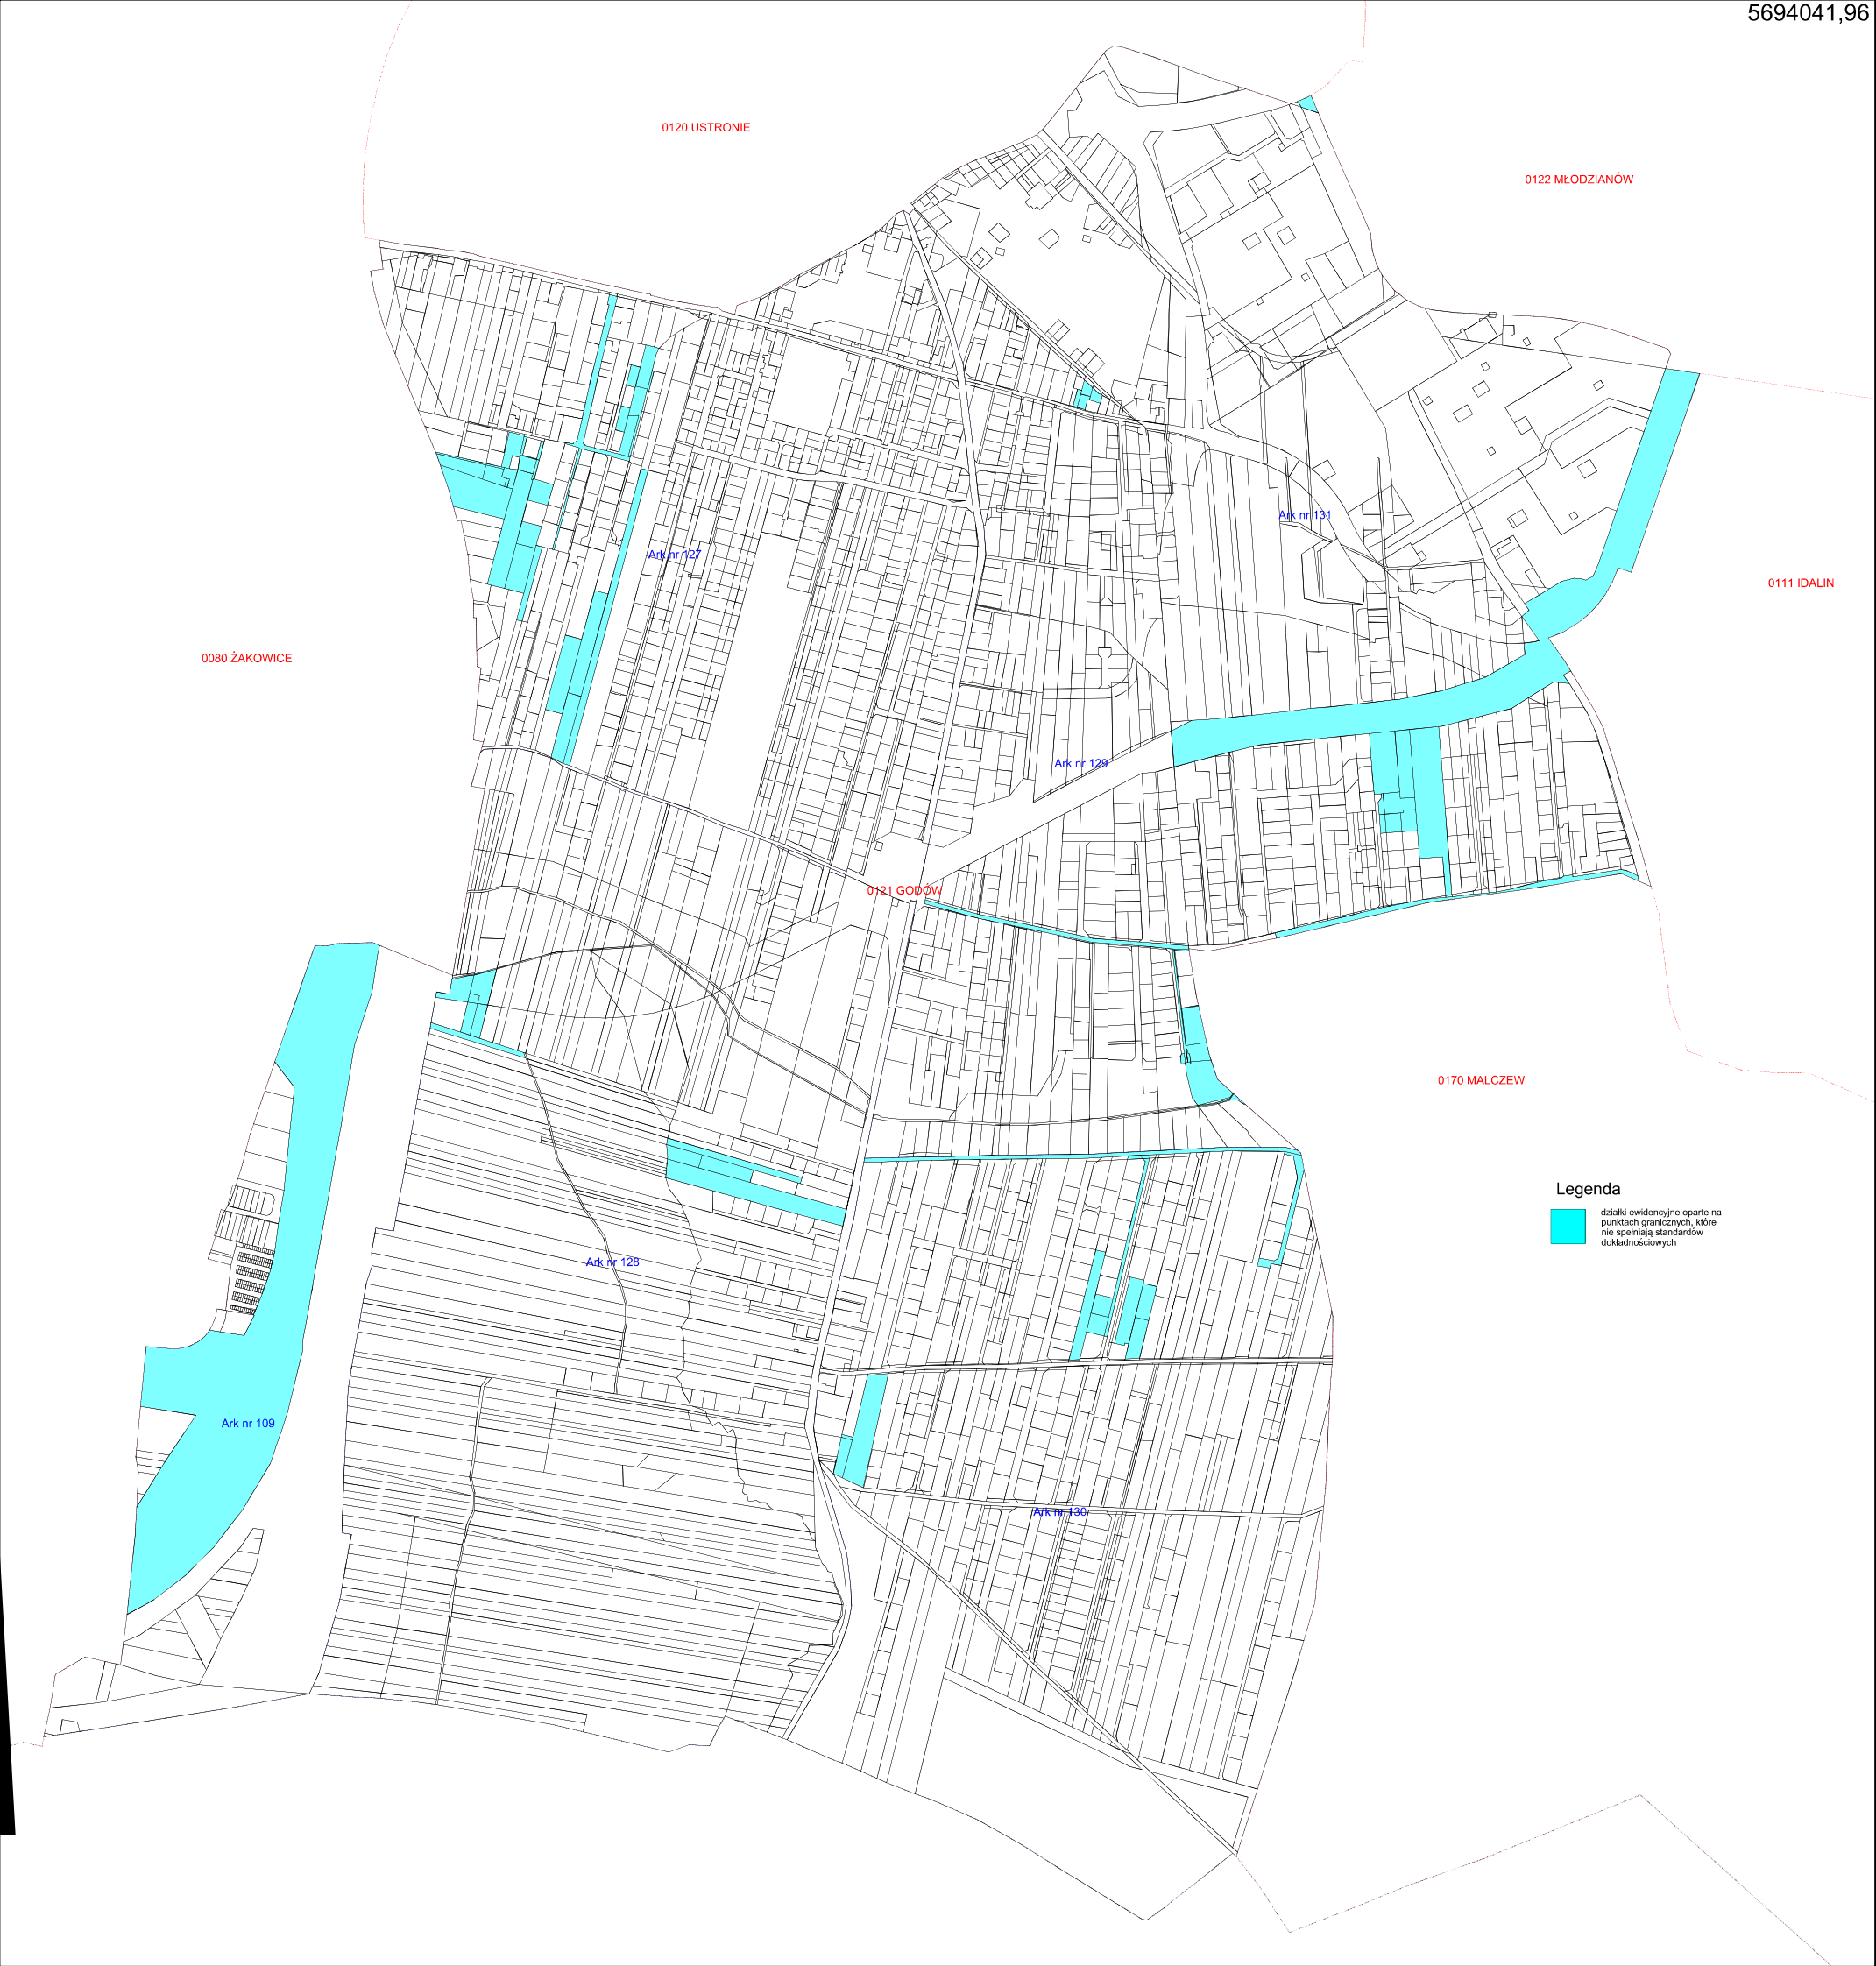 5694041,96
0120 USTRONIE
0122 MŁODZIANÓW
Ark nr 131
Ark nr 127
0111 IDALIN
0080 ŻAKOWICE
Ark nr 129
0121 GODÓW
0170 MALCZEW
Legenda
- działki ewidencyjne oparte na
punktach granicznych, które
nie spełniają standardów
dokładnościowych
Ark nr 128
Ark nr 109
Ark nr 130